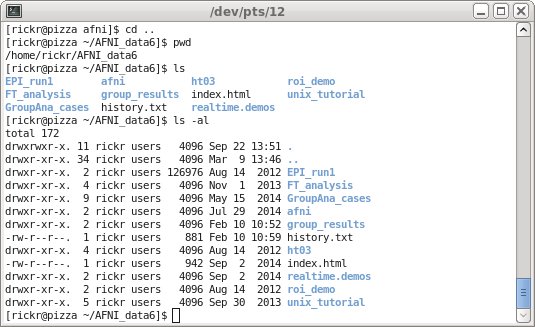 /dev/pts/12
[rickr@pizza afni]$ cd ..
[rickr@pizza ~/AFNI_data6]$ pwd
/home/rickr/AFNI_data6
[rickr@pizza ~/AFNI_data6]$ ls
EPI_run1        afni           ht03            roi_demo
FT_analysis     group_results  index.html      unix_tutorial
GroupAna_cases  history.txt    realtime.demos
[rickr@pizza ~/AFNI_data6]$ ls -al
total 172
drwxrwxr-x. 11 rickr users   4096 Sep 22 13:51 .
drwxr-xr-x. 34 rickr users   4096 Mar  9 13:46 ..
drwxr-xr-x.  2 rickr users 126976 Aug 14  2012 EPI_run1
drwxr-xr-x.  4 rickr users   4096 Nov  1  2013 FT_analysis
drwxr-xr-x.  9 rickr users   4096 May 15  2014 GroupAna_cases
drwxr-xr-x.  2 rickr users   4096 Jul 29  2014 afni
drwxr-xr-x.  2 rickr users   4096 Feb 10 10:52 group_results
-rw-r--r--.  1 rickr users    881 Feb 10 10:59 history.txt
drwxr-xr-x.  4 rickr users   4096 Aug 14  2012 ht03
-rw-r--r--.  1 rickr users    942 Sep  2  2014 index.html
drwxr-xr-x.  2 rickr users   4096 Sep  2  2014 realtime.demos
drwxr-xr-x.  2 rickr users   4096 Aug 14  2012 roi_demo
drwxr-xr-x.  5 rickr users   4096 Sep 30  2013 unix_tutorial
[rickr@pizza ~/AFNI_data6]$